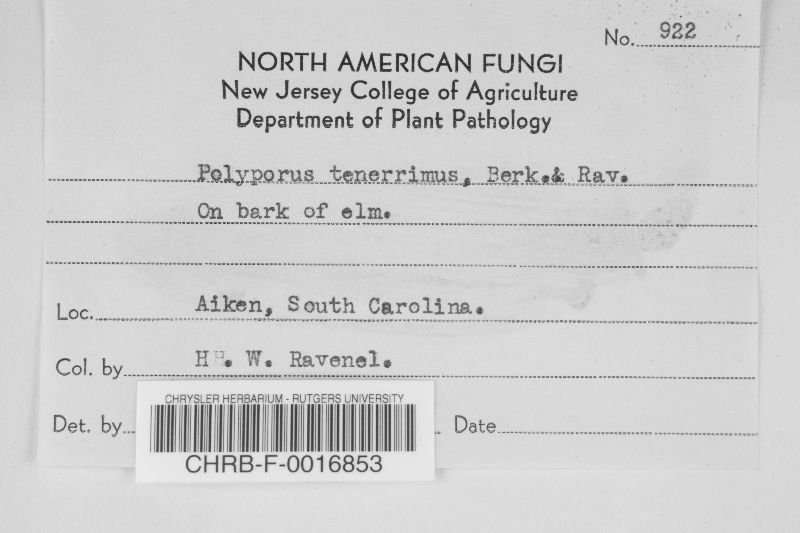 No. 922
NORTH AMERICAN FUNGI
New Jersey College of Agriculture
Department of Plant Pathology
Polyporus tenerrimus, Berk.& Rav.
On bark of elm.
Loc. Aiken, South Carolina.
Col. by H. W. Ravenel.
Det. by Date
CHRYSLER HERBARIUM - RUTGERS UNIVERSITY
CHRB-F-0016853